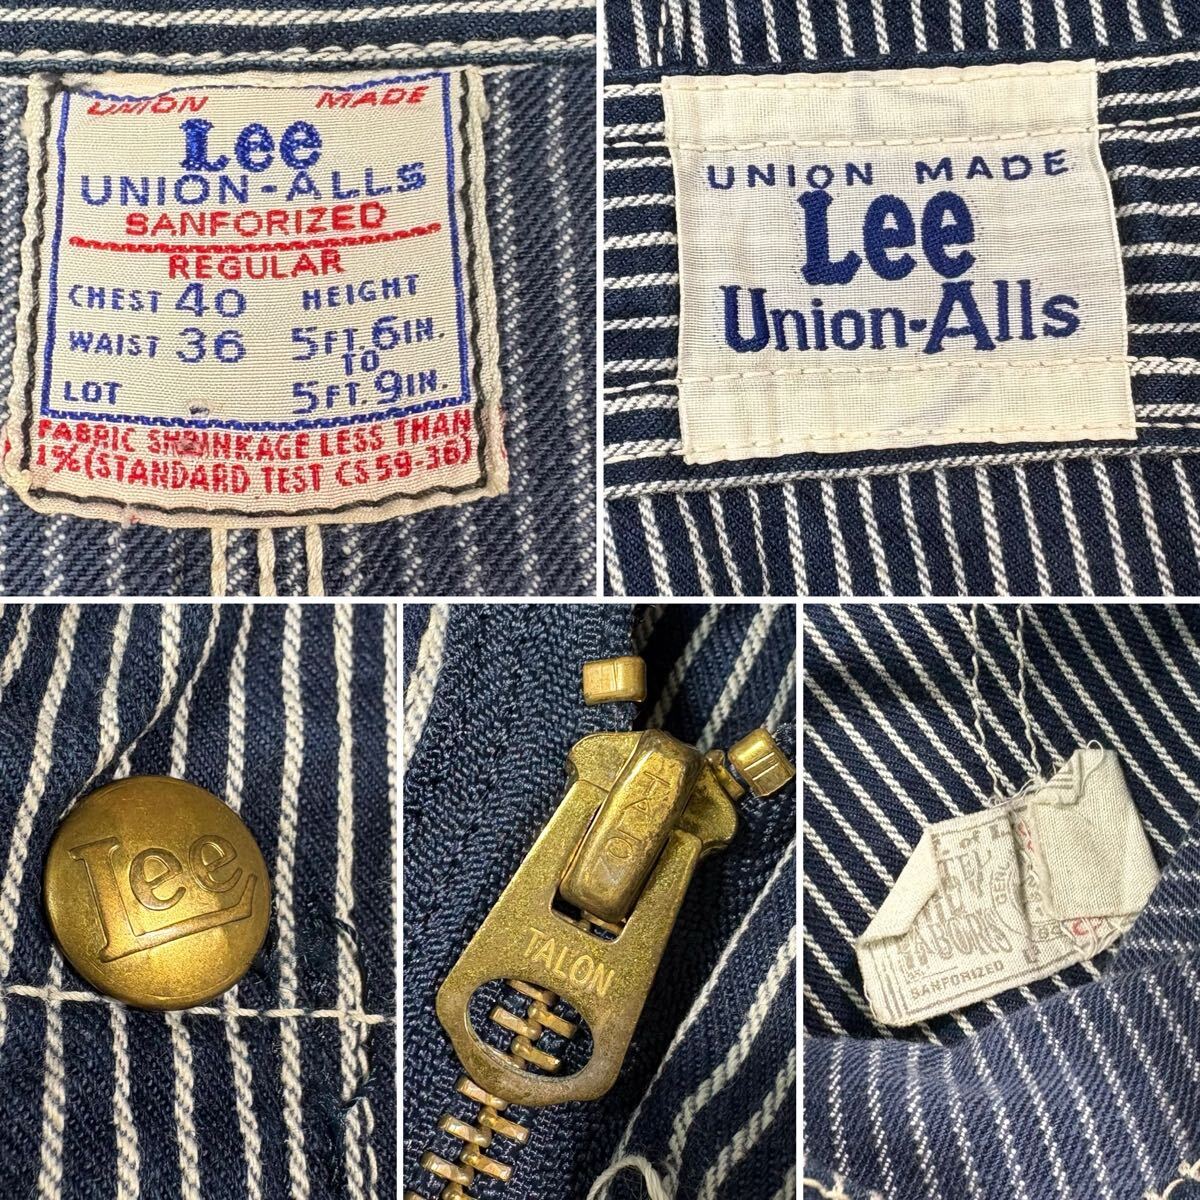 UNION MADE
Lee
UNION-ALLS
SANFORIZED
REGULAR
CHEST 40 HEIGHT
WAIST 36 5FT.6IN.
TO
LOT 5FT.9IN.
FABRIC SHRINKAGE LESS THAN
1% (STANDARD TEST CS 59-36)
UNION MADE
Lee
Union-Alls
Lee
TALON
TALON
SANFORIZED